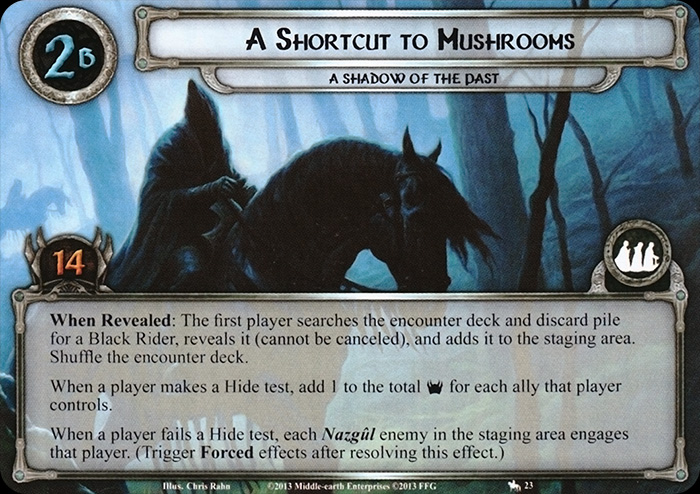 2B
A Shortcut to Mushrooms
A Shadow of the Past
14
When Revealed: The first player searches the encounter deck and discard pile
for a Black Rider, reveals it (cannot be canceled), and adds it to the staging area.
Shuffle the encounter deck.
When a player makes a Hide test, add 1 to the total for each ally that player
controls.
When a player fails a Hide test, each Nazgûl enemy in the staging area engages
that player. (Trigger Forced effects after resolving this effect.)
Illus. Chris Rahn ©2013 Middle-earth Enterprises ©2013 FFG 23